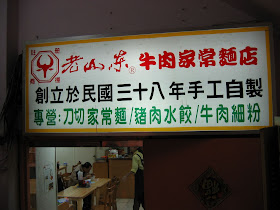 老山東® 牛肉家常麵店
創立於民國三十八年手工自製
專營:刀切家常麵/豬肉水餃/牛肉細粉